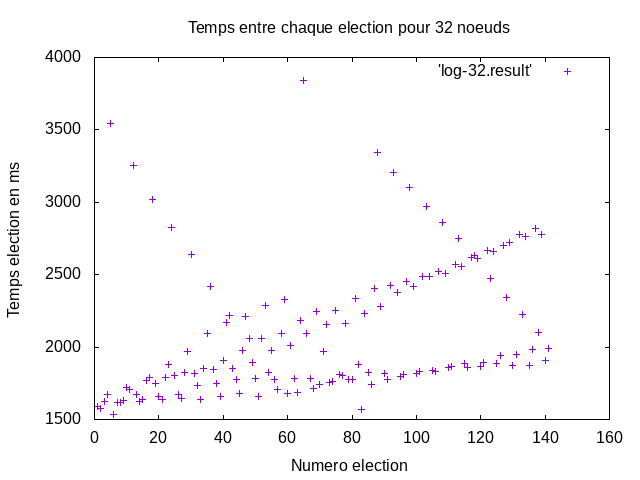 Temps entre chaque election pour 32 noeuds
'log-32.result'
4000
3500
3000
2500
2000
1500
Temps election en ms
0 20 40 60 80 100 120 140 160
Numero election